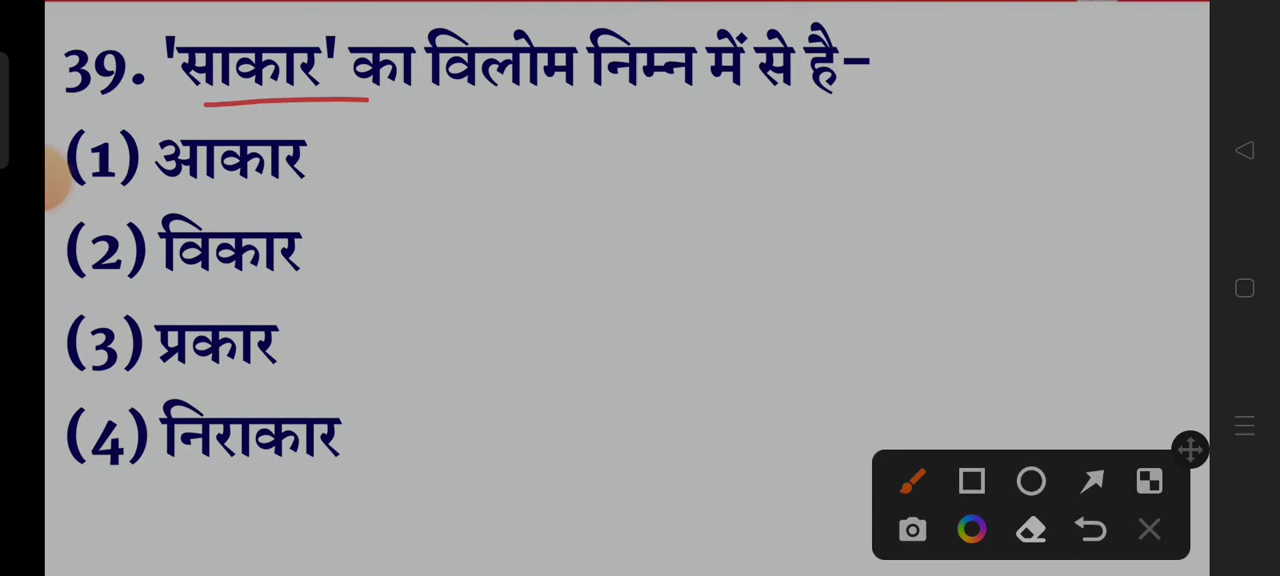 39. 'साकार' का विलोम निम्न में से है-
(1) आकार
(2) विकार
(3) प्रकार
(4) निराकार